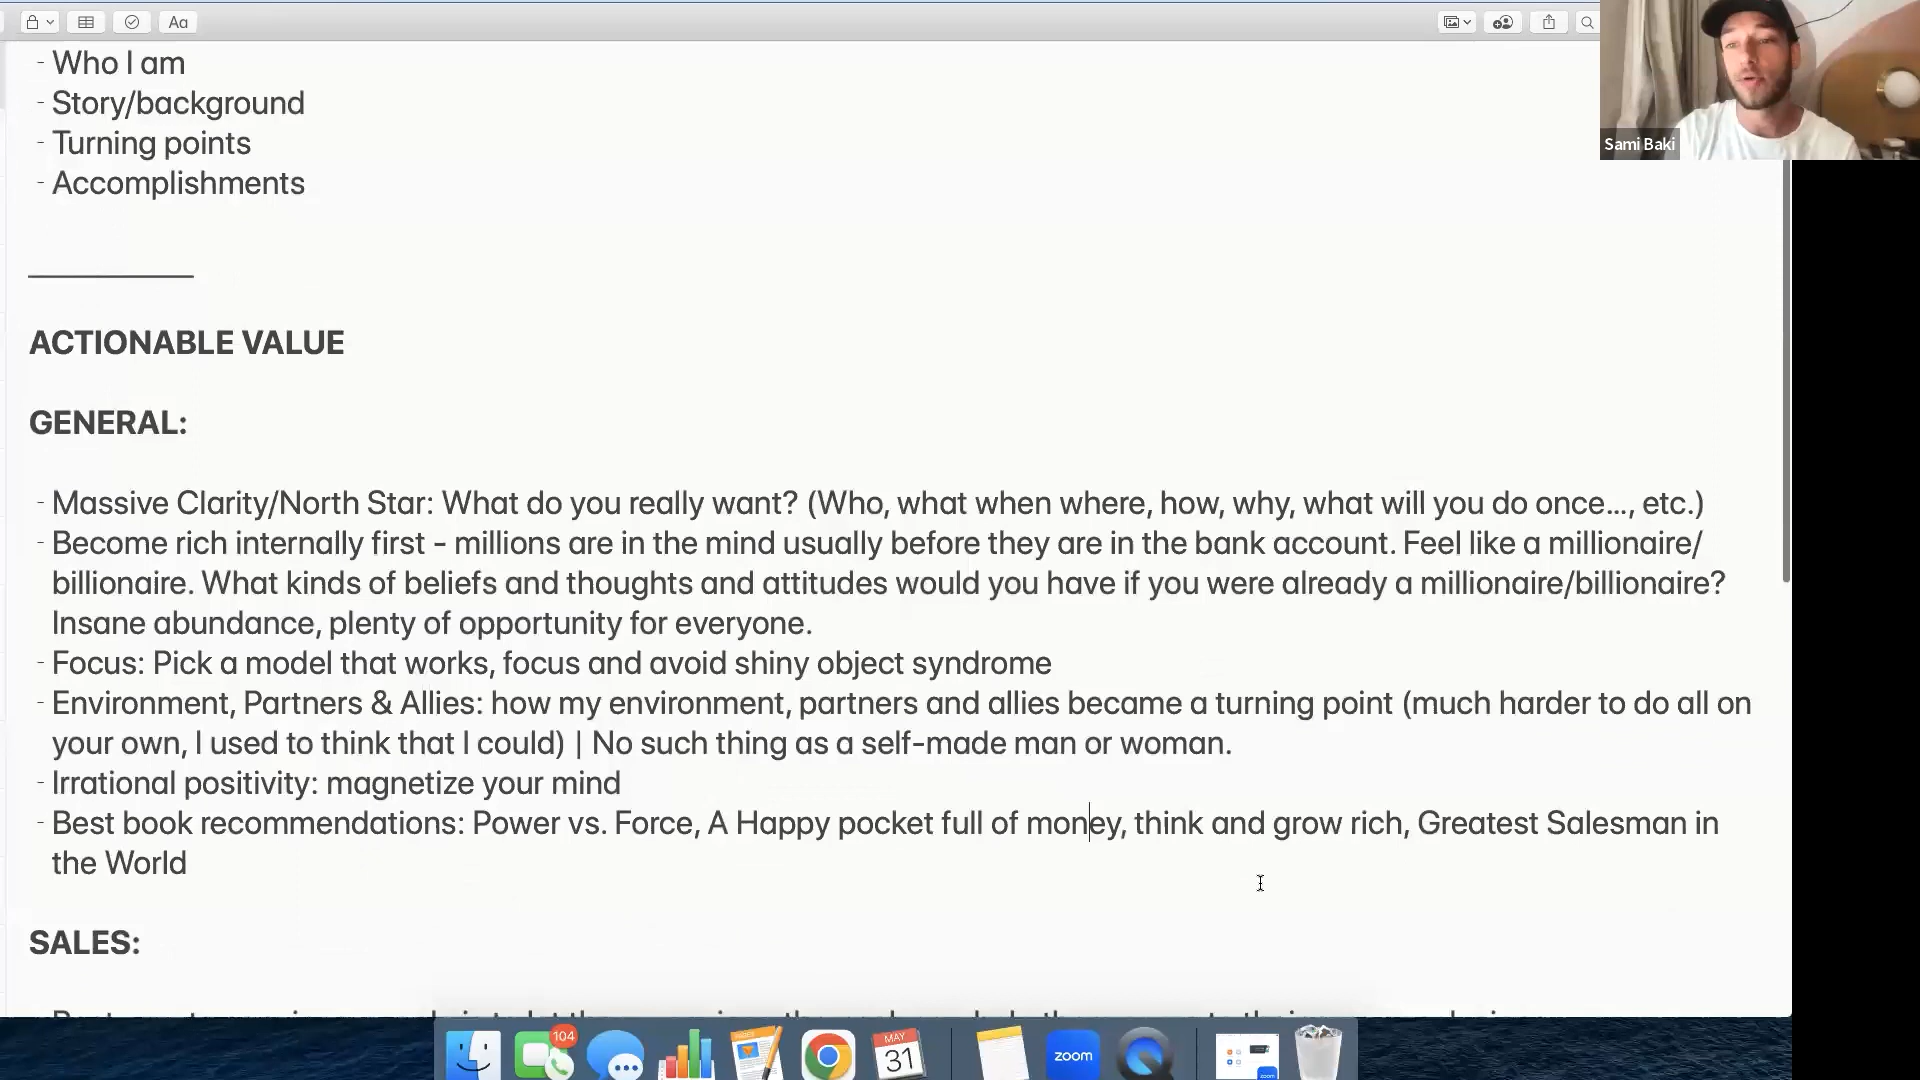 Aa
- Who I am
Sami Baki
- Story/background
- Turning points
- Accomplishments
ACTIONABLE VALUE
GENERAL:
- Massive Clarity/North Star: What do you really want? (Who, what when where, how, why, what will you do once..., etc.)
- Become rich internally first - millions are in the mind usually before they are in the bank account. Feel like a millionaire/
billionaire. What kinds of beliefs and thoughts and attitudes would you have if you were already a millionaire/billionaire?
Insane abundance, plenty of opportunity for everyone.
- Focus: Pick a model that works, focus and avoid shiny object syndrome
- Environment, Partners & Allies: how my environment, partners and allies became a turning point (much harder to do all on
your own, I used to think that I could) | No such thing as a self-made man or woman.
- Irrational positivity: magnetize your mind
- Best book recommendations: Power vs. Force, A Happy pocket full of money, think and grow rich, Greatest Salesman in
the World
SALES:
104
MAY
31
zoom
zoom